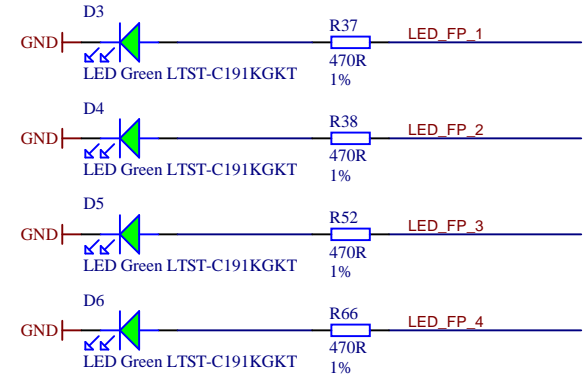 D3
R37
LED_FP_1
GND
470R
LED Green LTST-C191KGKT
1%
D4
R38
LED_FP_2
GND
470R
LED Green LTST-C191KGKT
1%
D5
R52
LED_FP_3
GND
470R
LED Green LTST-C191KGKT
1%
D6
R66
LED_FP_4
GND
470R
LED Green LTST-C191KGKT
1%